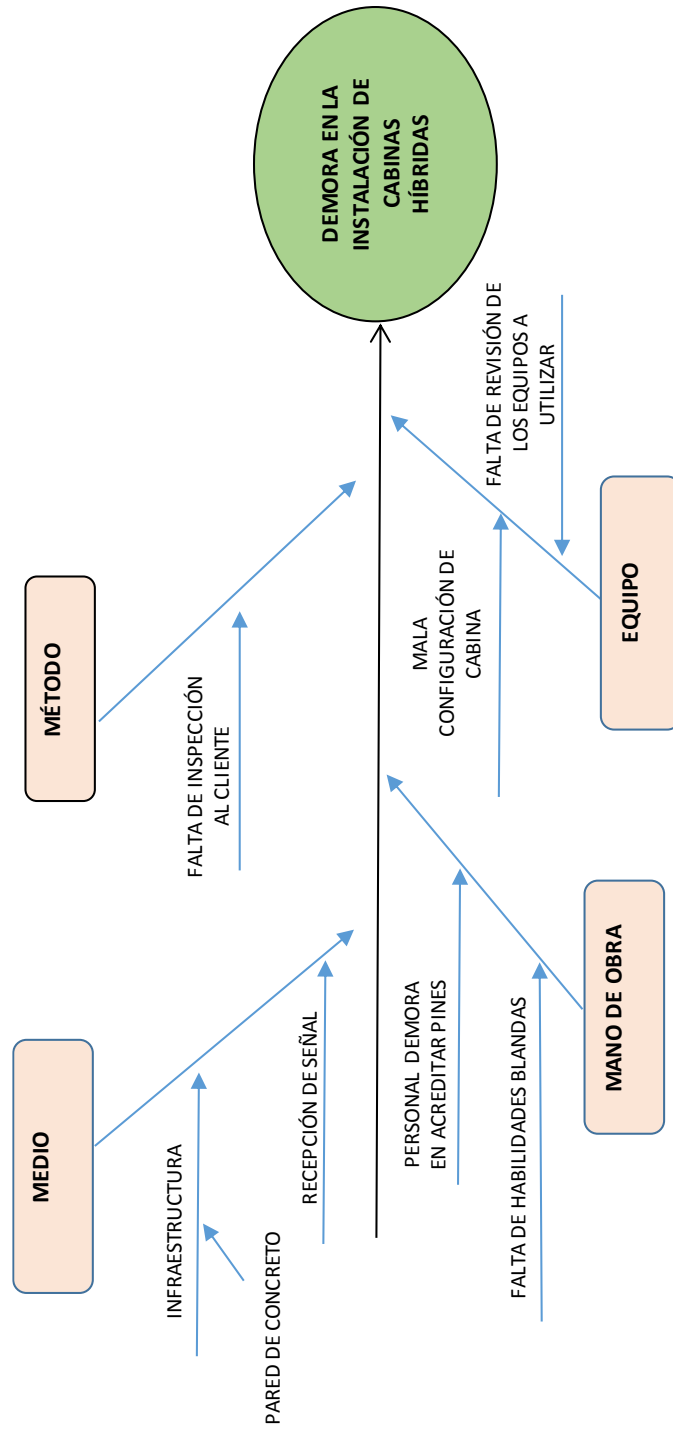 MEDIO
MÉTODO
INFRAESTRUCTURA
PARED DE CONCRETO
RECEPCIÓN DE SEÑAL
FALTA DE INSPECCIÓN
AL CLIENTE
DEMORA EN LA
INSTALACIÓN DE
CABINAS
HÍBRIDAS
PERSONAL DEMORA
EN ACREDITAR PINES
FALTA DE HABILIDADES BLANDAS
MALA
CONFIGURACIÓN DE
CABINA
FALTA DE REVISIÓN DE
LOS EQUIPOS A
UTILIZAR
MANO DE OBRA
EQUIPO